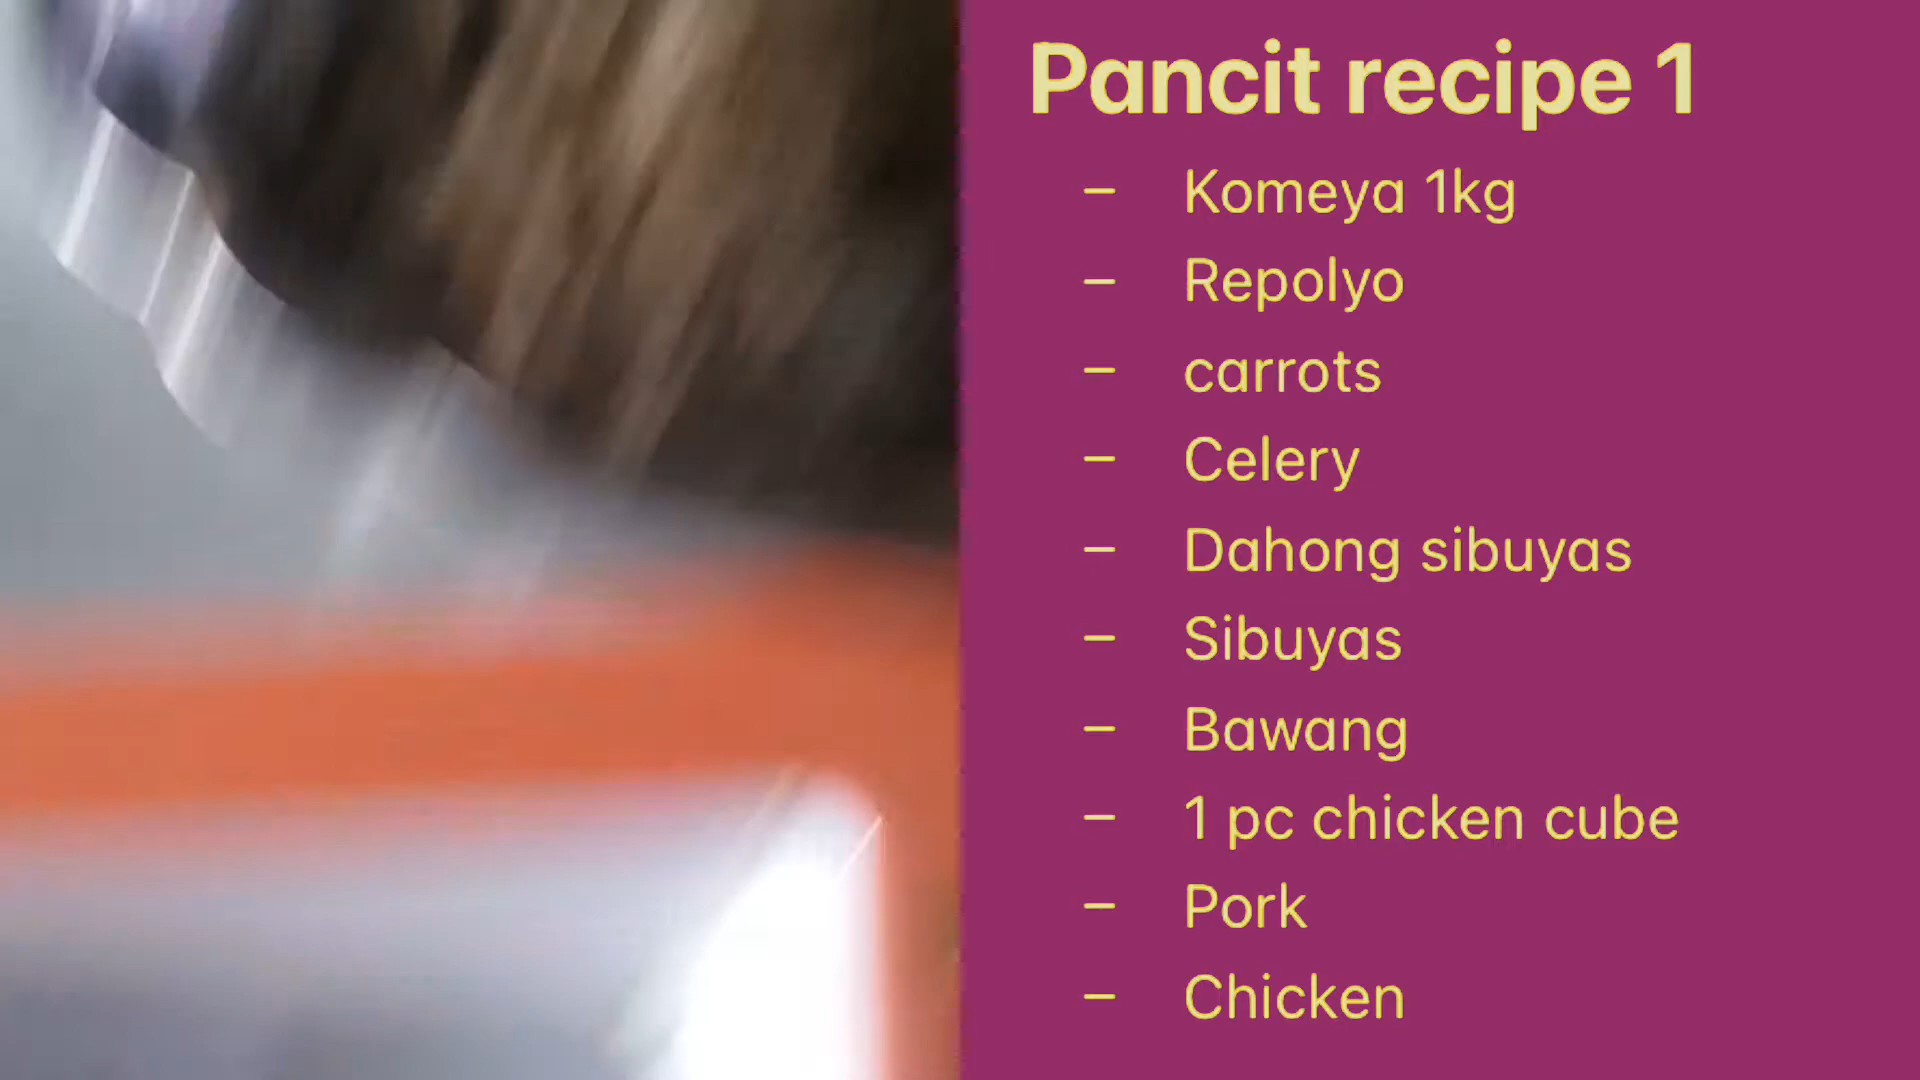 Pancit recipe 1
– Komeya 1kg
– Repolyo
– carrots
– Celery
– Dahong sibuyas
– Sibuyas
– Bawang
– 1 pc chicken cube
– Pork
– Chicken